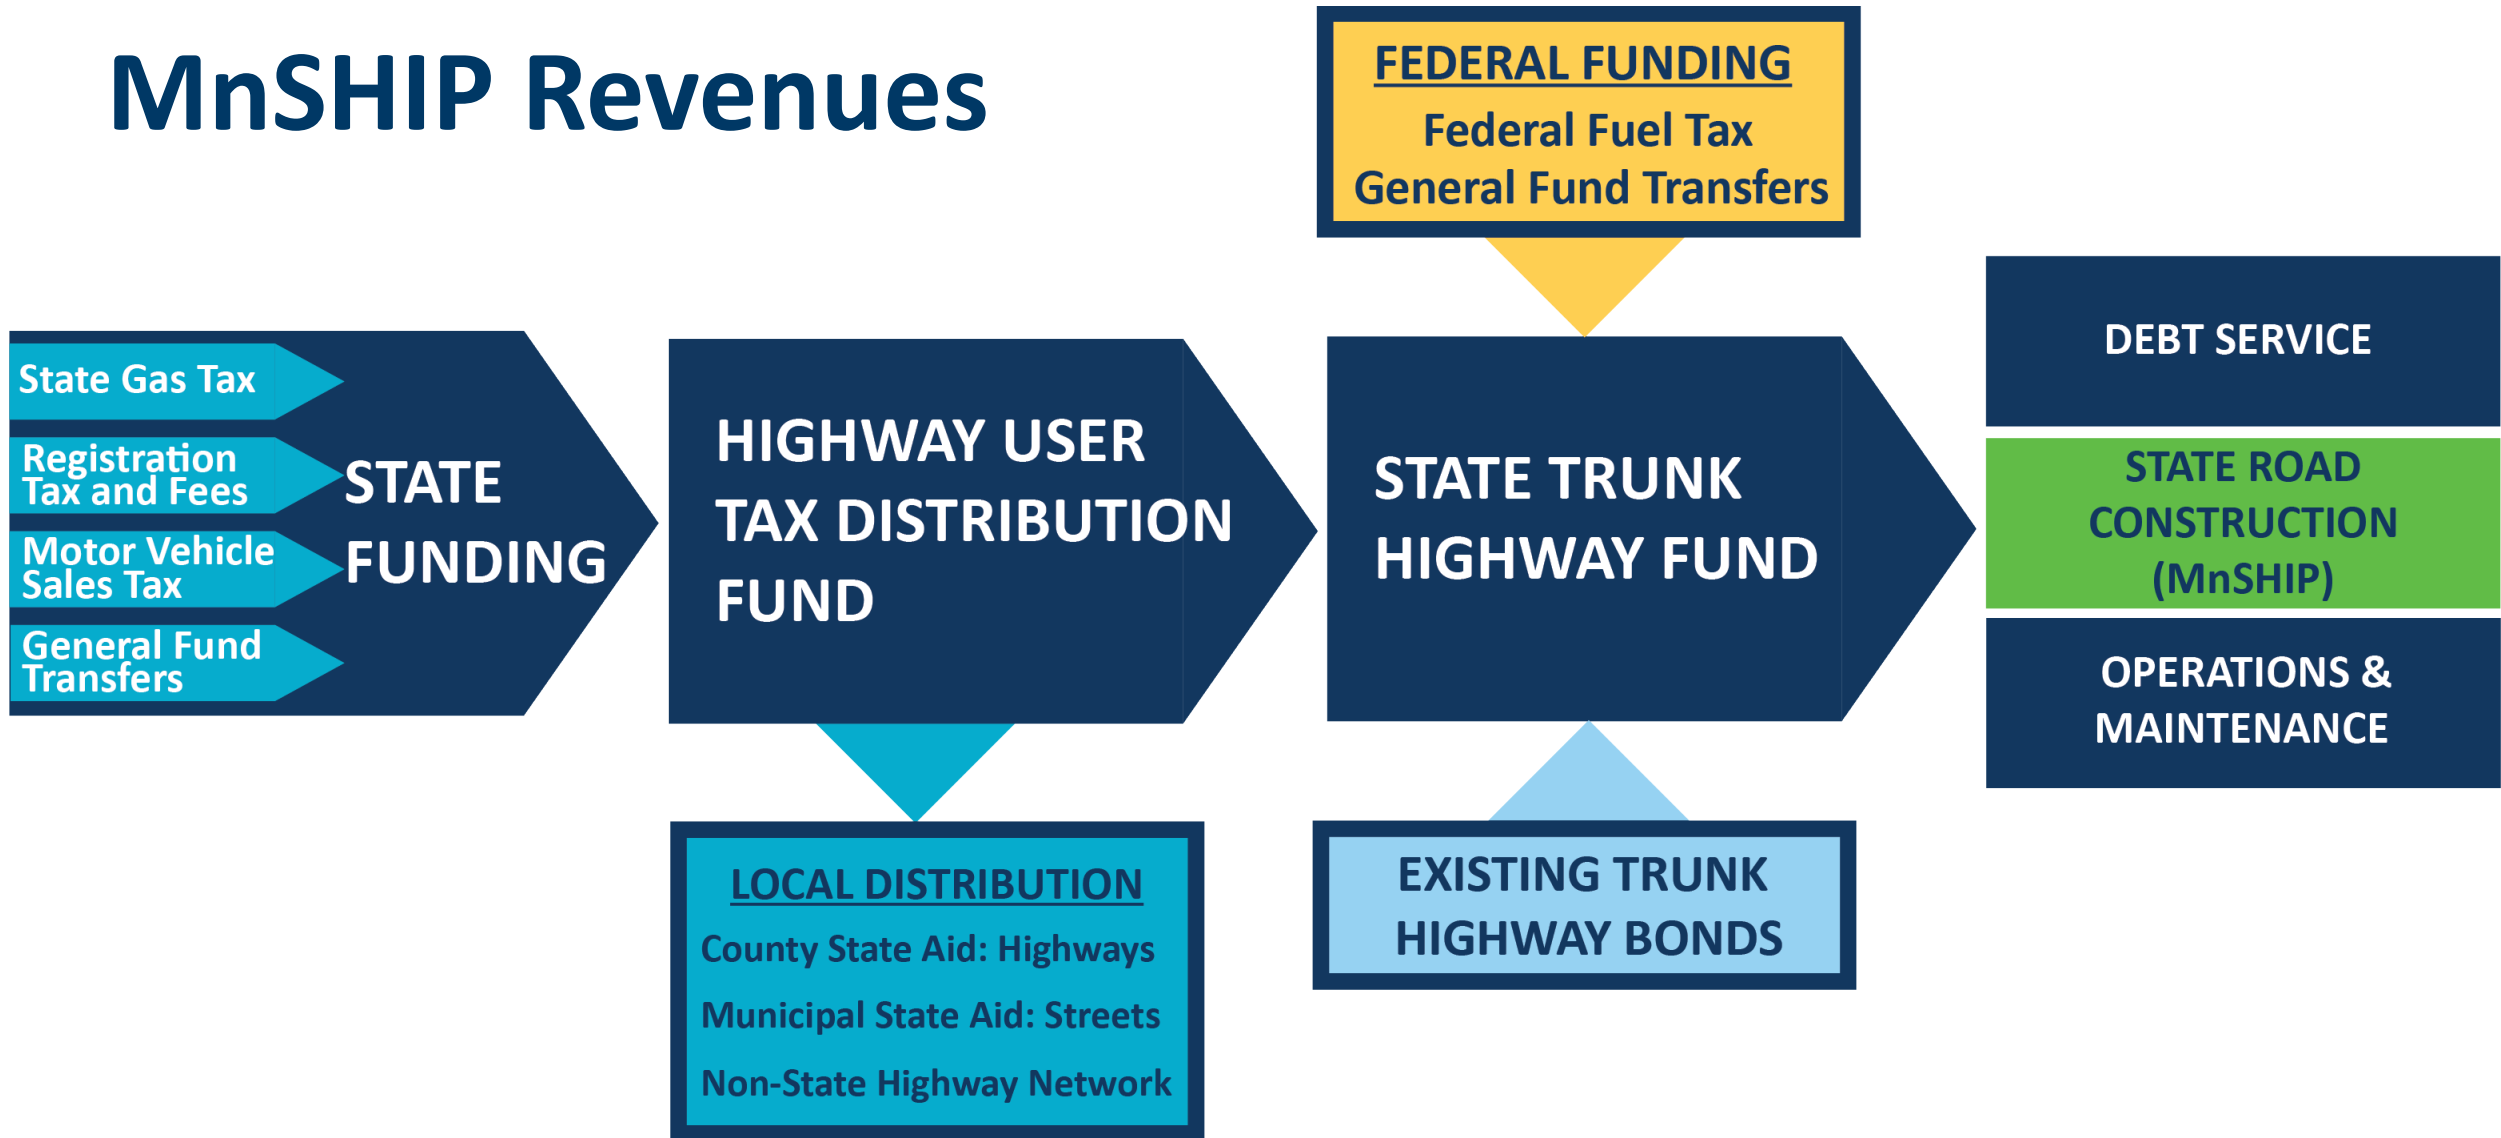 MnSHIP Revenues
FEDERAL FUNDING
Federal Fuel Tax
General Fund Transfers
State Gas Tax
Registration
Tax and Fees
Motor Vehicle
Sales Tax
General Fund
Transfers
STATE
FUNDING
HIGHWAY USER
TAX DISTRIBUTION
FUND
LOCAL DISTRIBUTION
County State Aid: Highways
Municipal State Aid: Streets
Non-State Highway Network
STATE TRUNK
HIGHWAY FUND
EXISTING TRUNK
HIGHWAY BONDS
DEBT SERVICE
STATE ROAD
CONSTRUCTION
(MnSHIP)
OPERATIONS &
MAINTENANCE